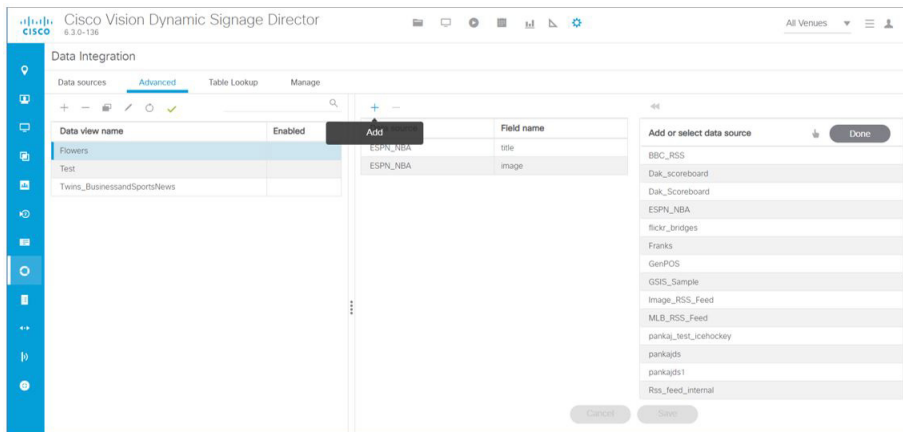 CISCO
Cisco Vision Dynamic Signage Director
6.3.0-136
All Venues
Data Integration
Data sources
Advanced
Table Lookup
Manage
Data view name
Enabled
Flowers
Test
Twins_BusinessandSportsNews
Add
Field name
ESPN_NBA
title
ESPN_NBA
image
Add or select data source
Done
BBC_RSS
Dak_scoreboard
Dak_Scoreboard
ESPN_NBA
flickr_bridges
Franks
GenPOS
GSIS_Sample
Image_RSS_Feed
MLB_RSS_Feed
pankaj_test_icehockey
pankajds
pankajds1
Rss_feed_internal
Cancel
Save